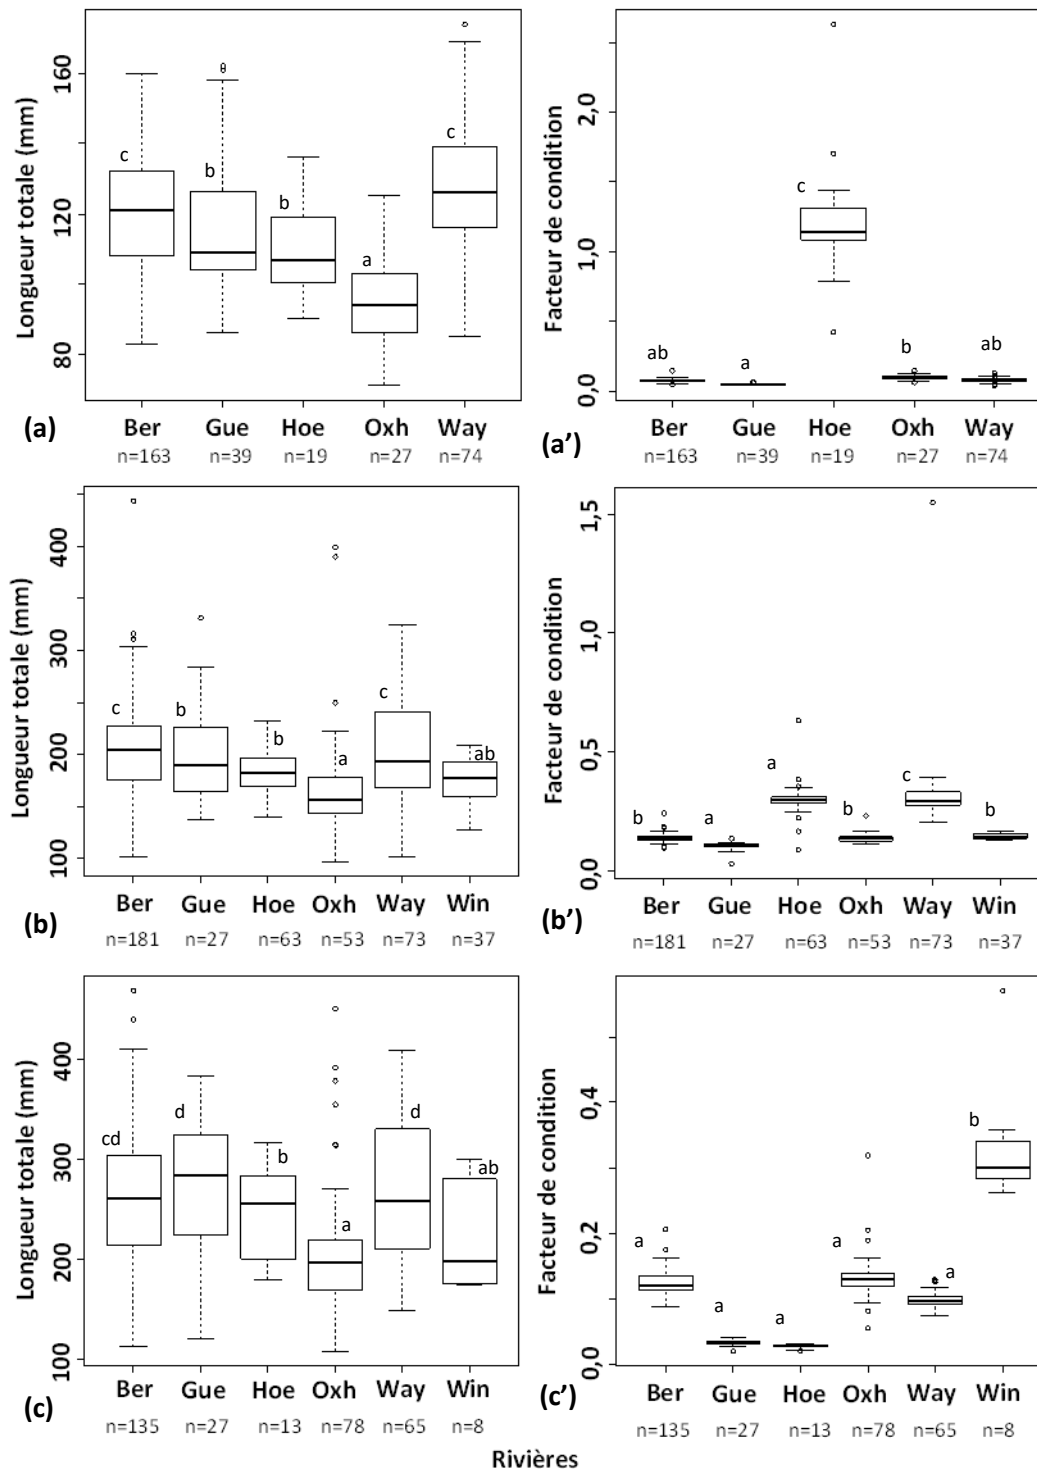 Longueur totale (mm)
160
120
80
c
b
b
a
c
(a)
Ber Gue Hoe Oxh Way
n=163 n=39 n=19 n=27 n=74
Facteur de condition
2,0
1,0
0,0
ab
a
c
b
ab
(a')
Ber Gue Hoe Oxh Way
n=163 n=39 n=19 n=27 n=74
Longueur totale (mm)
400
300
200
100
c
b
b
a
c
ab
(b)
Ber Gue Hoe Oxh Way Win
n=181 n=27 n=63 n=53 n=73 n=37
Facteur de condition
1,5
1,0
0,5
0,0
b
a
a
b
c
b
(b')
Ber Gue Hoe Oxh Way Win
n=181 n=27 n=63 n=53 n=73 n=37
Longueur totale (mm)
400
300
200
100
cd
d
b
a
d
ab
(c)
Ber Gue Hoe Oxh Way Win
n=135 n=27 n=13 n=78 n=65 n=8
Facteur de condition
0,4
0,2
0,0
a
a
a
a
a
b
(c')
Ber Gue Hoe Oxh Way Win
n=135 n=27 n=13 n=78 n=65 n=8
Rivières